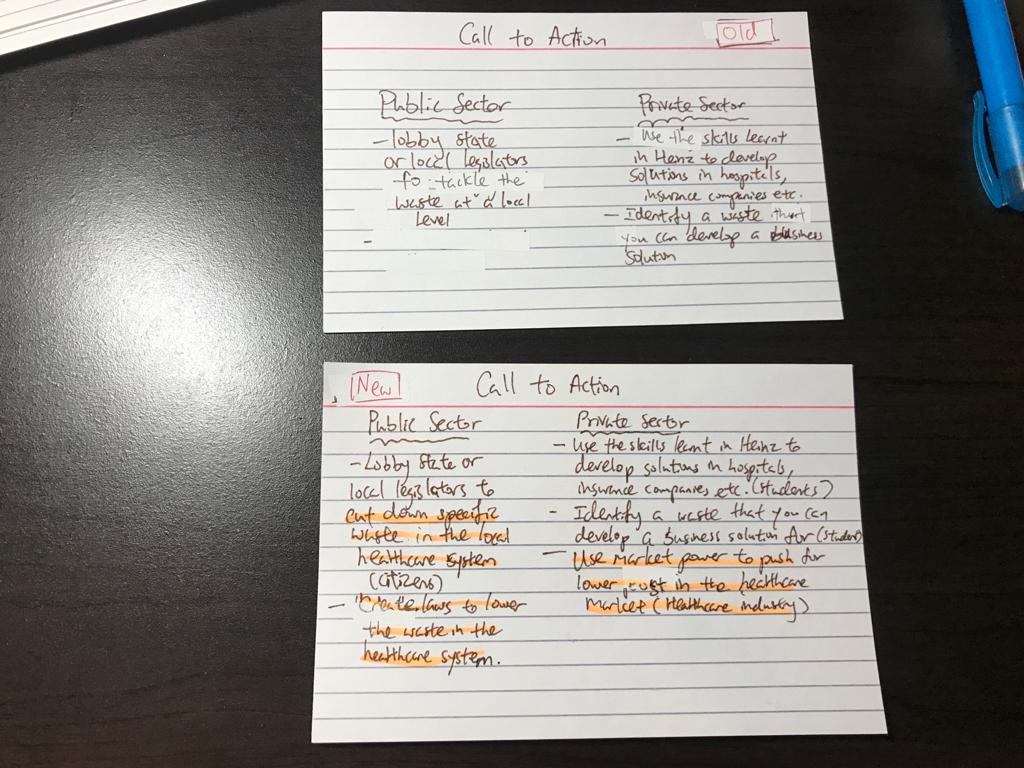 Call to Action
Old
Public Sector
- lobby state
or local legislators
to tackle the
waste at a local
Level
-
Private Sector
- Use the skills learnt
in Heinz to develop
solutions in hospitals,
insurance companies etc.
- Identify a waste that
you can develop a business
Solution
New
Call to Action
Public Sector
- Lobby State or
local legislators to
cut down specific
waste in the local
healthcare system
(citizens)
- Create laws to lower
the waste in the
healthcare system.
Private Sector
- Use the skills learnt in Heinz to
develop solutions in hospitals,
insurance companies etc. (students)
- Identify a waste that you can
develop a Business solution for (student)
- Use market power to push for
lower cost in the healthcare
market (Healthcare industry)